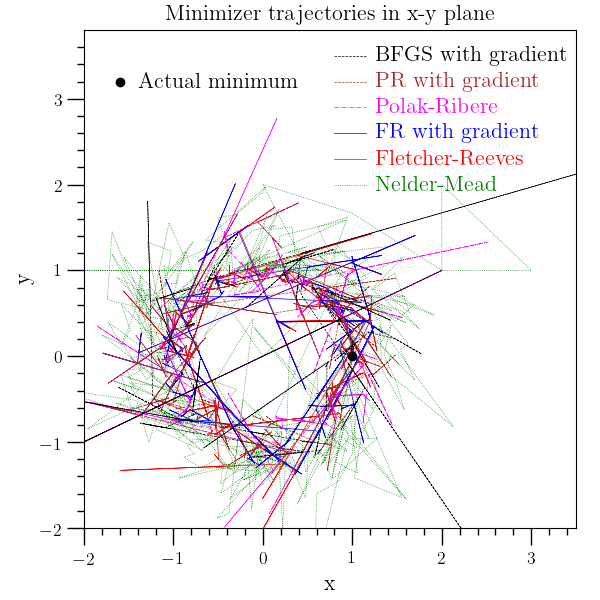 Minimizer trajectories in x-y plane
BFGS with gradient
Actual minimum
PR with gradient
Polak-Ribere
FR with gradient
Fletcher-Reeves
Nelder-Mead
3
2
1
0
−1
−2
y
−2 −1 0 1 2 3
x